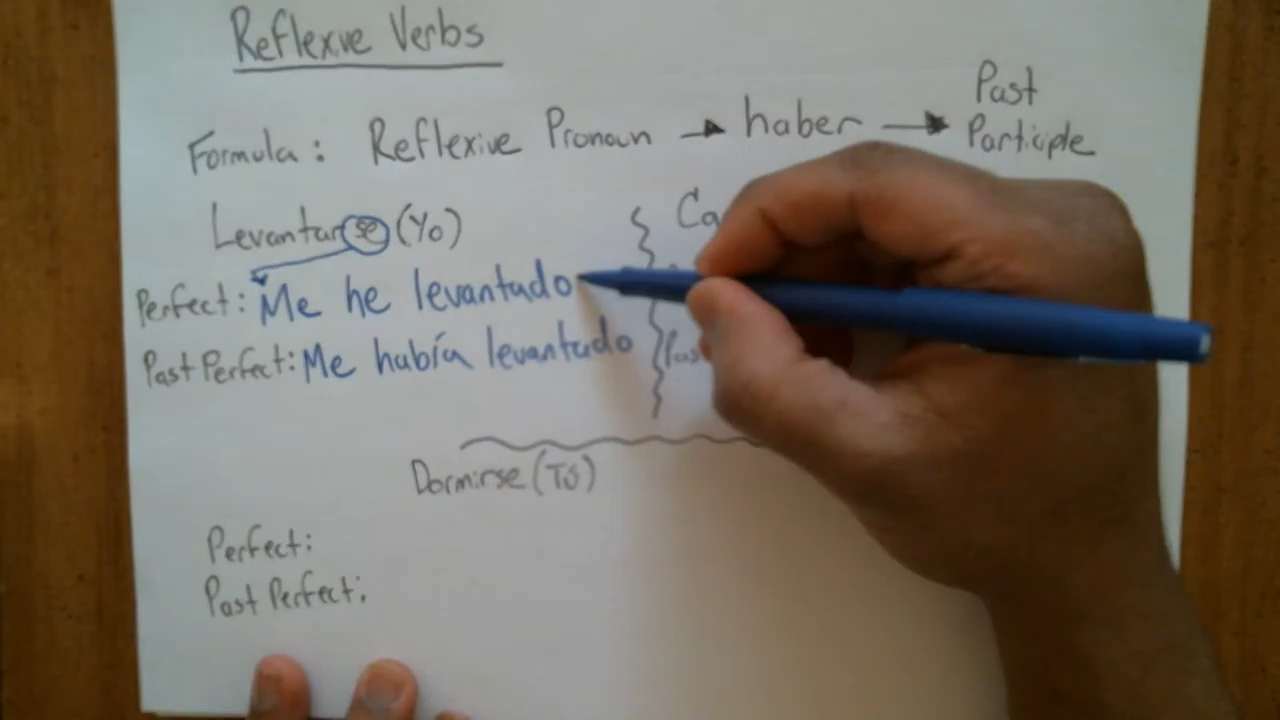 Reflexive Verbs
Formula: Reflexive Pronoun → haber → Past Participle
Levantarse (Yo)
Perfect: Me he levantado
Past Perfect: Me había levantado
Dormirse (Tú)
Perfect:
Past Perfect: